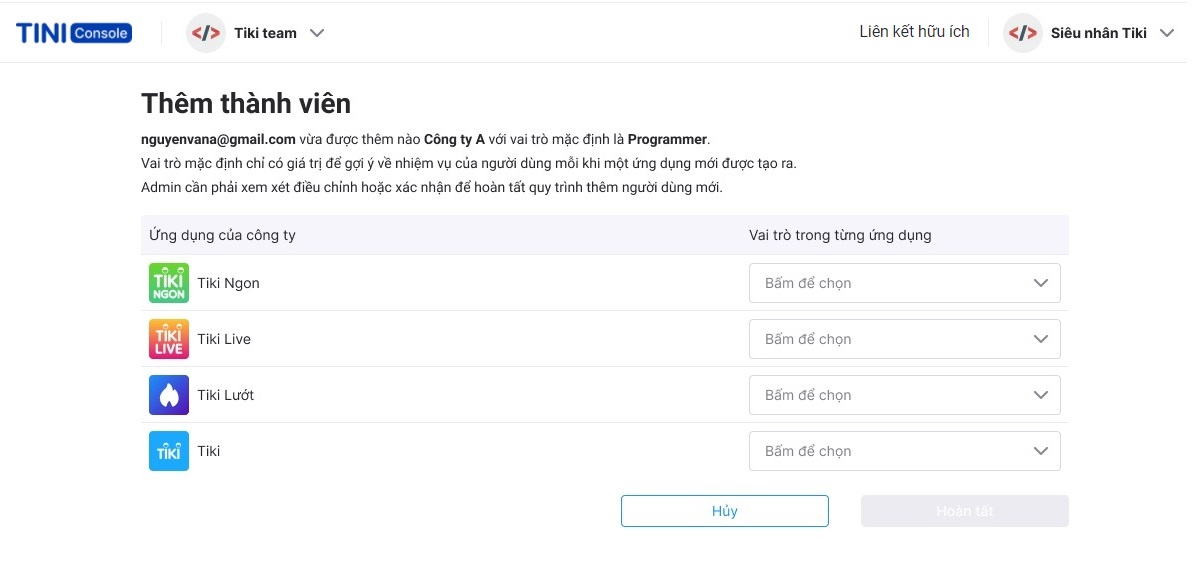 TINI Console
</> Tiki team
Liên kết hữu ích
</> Siêu nhân Tiki
Thêm thành viên
nguyenvana@gmail.com vừa được thêm nào Công ty A với vai trò mặc định là Programmer.
Vai trò mặc định chỉ có giá trị để gợi ý về nhiệm vụ của người dùng mỗi khi một ứng dụng mới được tạo ra.
Admin cần phải xem xét điều chỉnh hoặc xác nhận để hoàn tất quy trình thêm người dùng mới.
Ứng dụng của công ty
Vai trò trong từng ứng dụng
TIKI
NGON
Tiki Ngon
Bấm để chọn
TIKI
LIVE
Tiki Live
Bấm để chọn
Tiki Lướt
Bấm để chọn
TIKI
Tiki
Bấm để chọn
Hủy
Hoàn tất